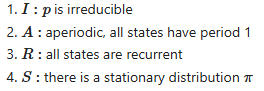 1. I : p is irreducible
2. A : aperiodic, all states have period 1
3. R : all states are recurrent
4. S : there is a stationary distribution π